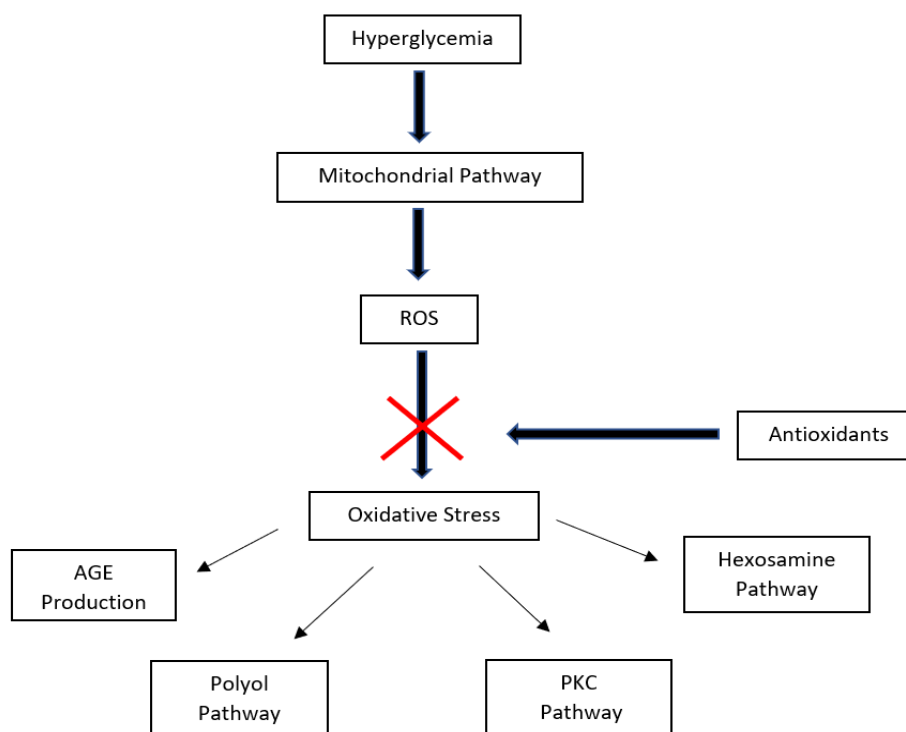 Hyperglycemia
Mitochondrial Pathway
ROS
Antioxidants
Oxidative Stress
AGE
Production
Hexosamine
Pathway
Polyol
Pathway
PKC
Pathway